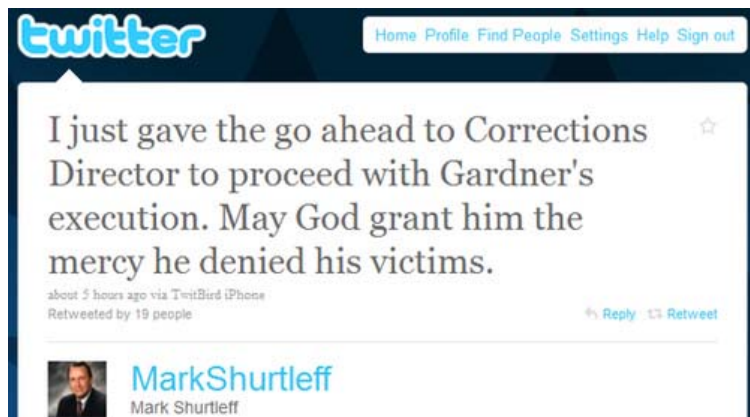 twitter
Home Profile Find People Settings Help Sign out
I just gave the go ahead to Corrections
Director to proceed with Gardner's
execution. May God grant him the
mercy he denied his victims.
about 5 hours ago via TwitBird iPhone
Retweeted by 19 people
Reply Retweet
MarkShurtleff
Mark Shurtleff